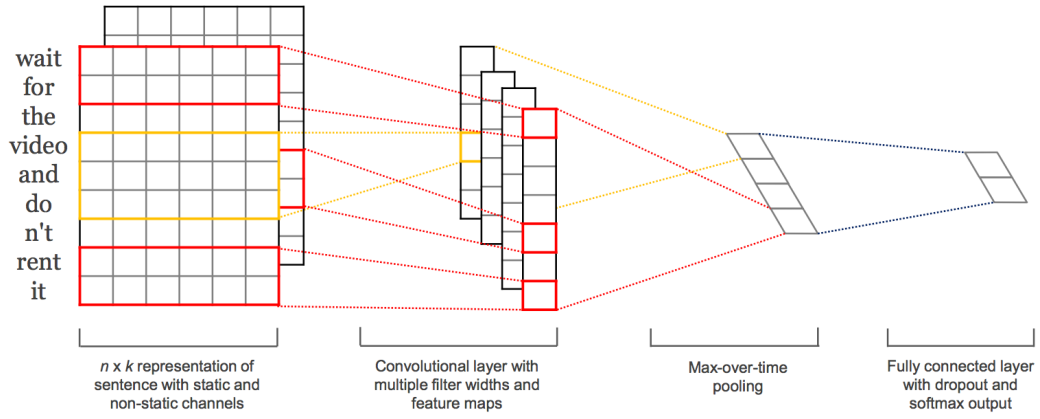 wait
for
the
video
and
do
n't
rent
it
n x k representation of
sentence with static and
non-static channels
Convolutional layer with
multiple filter widths and
feature maps
Max-over-time
pooling
Fully connected layer
with dropout and
softmax output